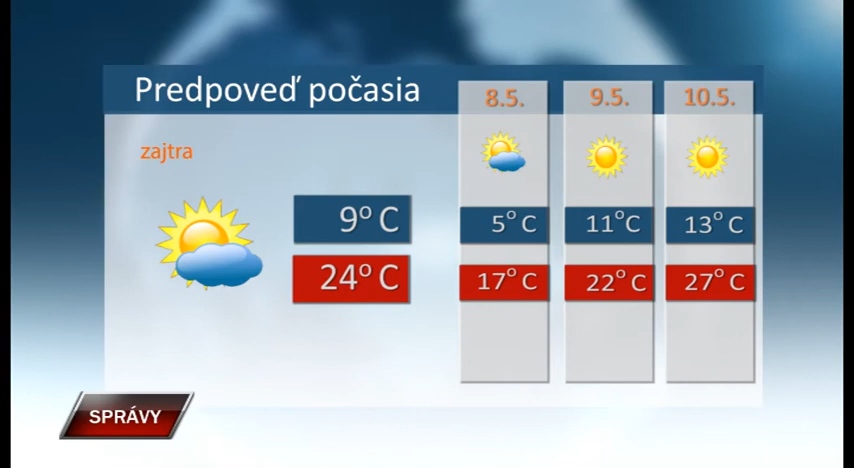 Predpoveď počasia
zajtra
9° C
24° C
8.5.
5° C
17° C
9.5.
11°C
22° C
10.5.
13° C
27° C
SPRÁVY